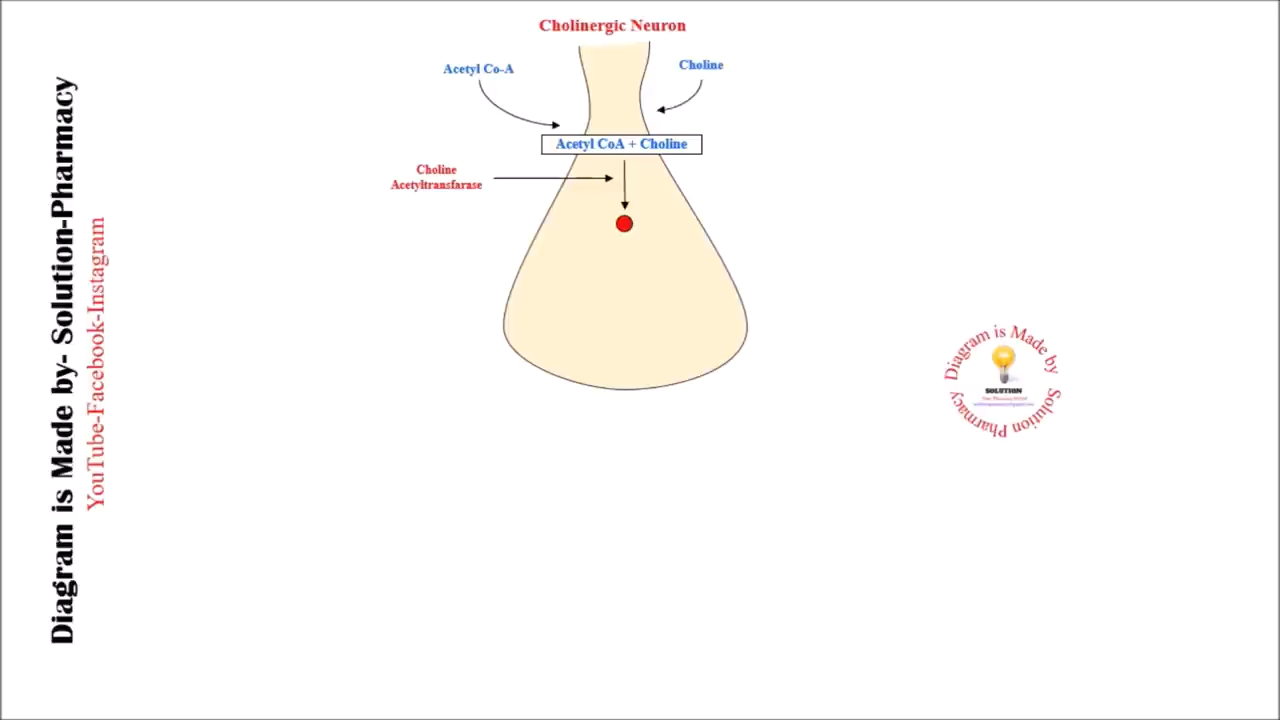 Cholinergic Neuron
Acetyl Co-A
Choline
Acetyl CoA + Choline
Choline
Acetyltransfarase
Diagram is Made by- Solution-Pharmacy
YouTube-Facebook-Instagram
Diagram is Made by
Solution Pharmacy
SOLUTION